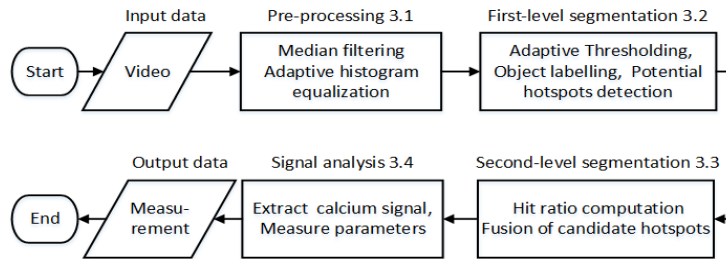 Input data
Pre-processing 3.1
First-level segmentation 3.2
Start
Video
Median filtering
Adaptive histogram
equalization
Adaptive Thresholding,
Object labelling, Potential
hotspots detection
Output data
Signal analysis 3.4
Second-level segmentation 3.3
End
Measu-
rement
Extract calcium signal,
Measure parameters
Hit ratio computation
Fusion of candidate hotspots